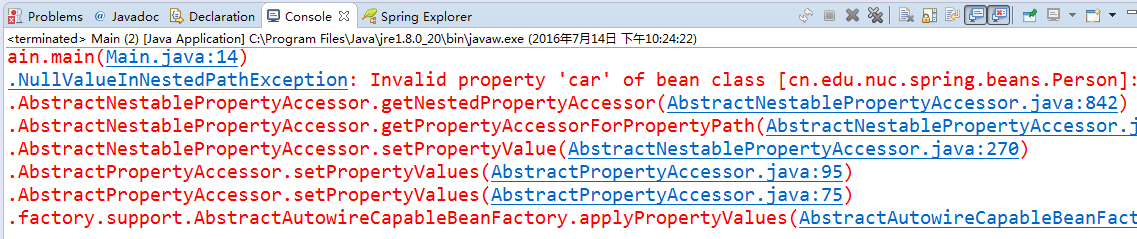 Problems @ Javadoc Declaration Console Spring Explorer
<terminated> Main (2) [Java Application] C:\Program Files\Java\jre1.8.0_20\bin\javaw.exe (2016年7月14日 下午10:24:22)
ain.main(Main.java:14)
.NullValueInNestedPathException: Invalid property 'car' of bean class [cn.edu.nuc.spring.beans.Person]:
.AbstractNestablePropertyAccessor.getNestedPropertyAccessor(AbstractNestablePropertyAccessor.java:842)
.AbstractNestablePropertyAccessor.getPropertyAccessorForPropertyPath(AbstractNestablePropertyAccessor.j
.AbstractNestablePropertyAccessor.setPropertyValue(AbstractNestablePropertyAccessor.java:270)
.AbstractPropertyAccessor.setPropertyValues(AbstractPropertyAccessor.java:95)
.AbstractPropertyAccessor.setPropertyValues(AbstractPropertyAccessor.java:75)
.factory.support.AbstractAutowireCapableBeanFactory.applyPropertyValues(AbstractAutowireCapableBeanFact